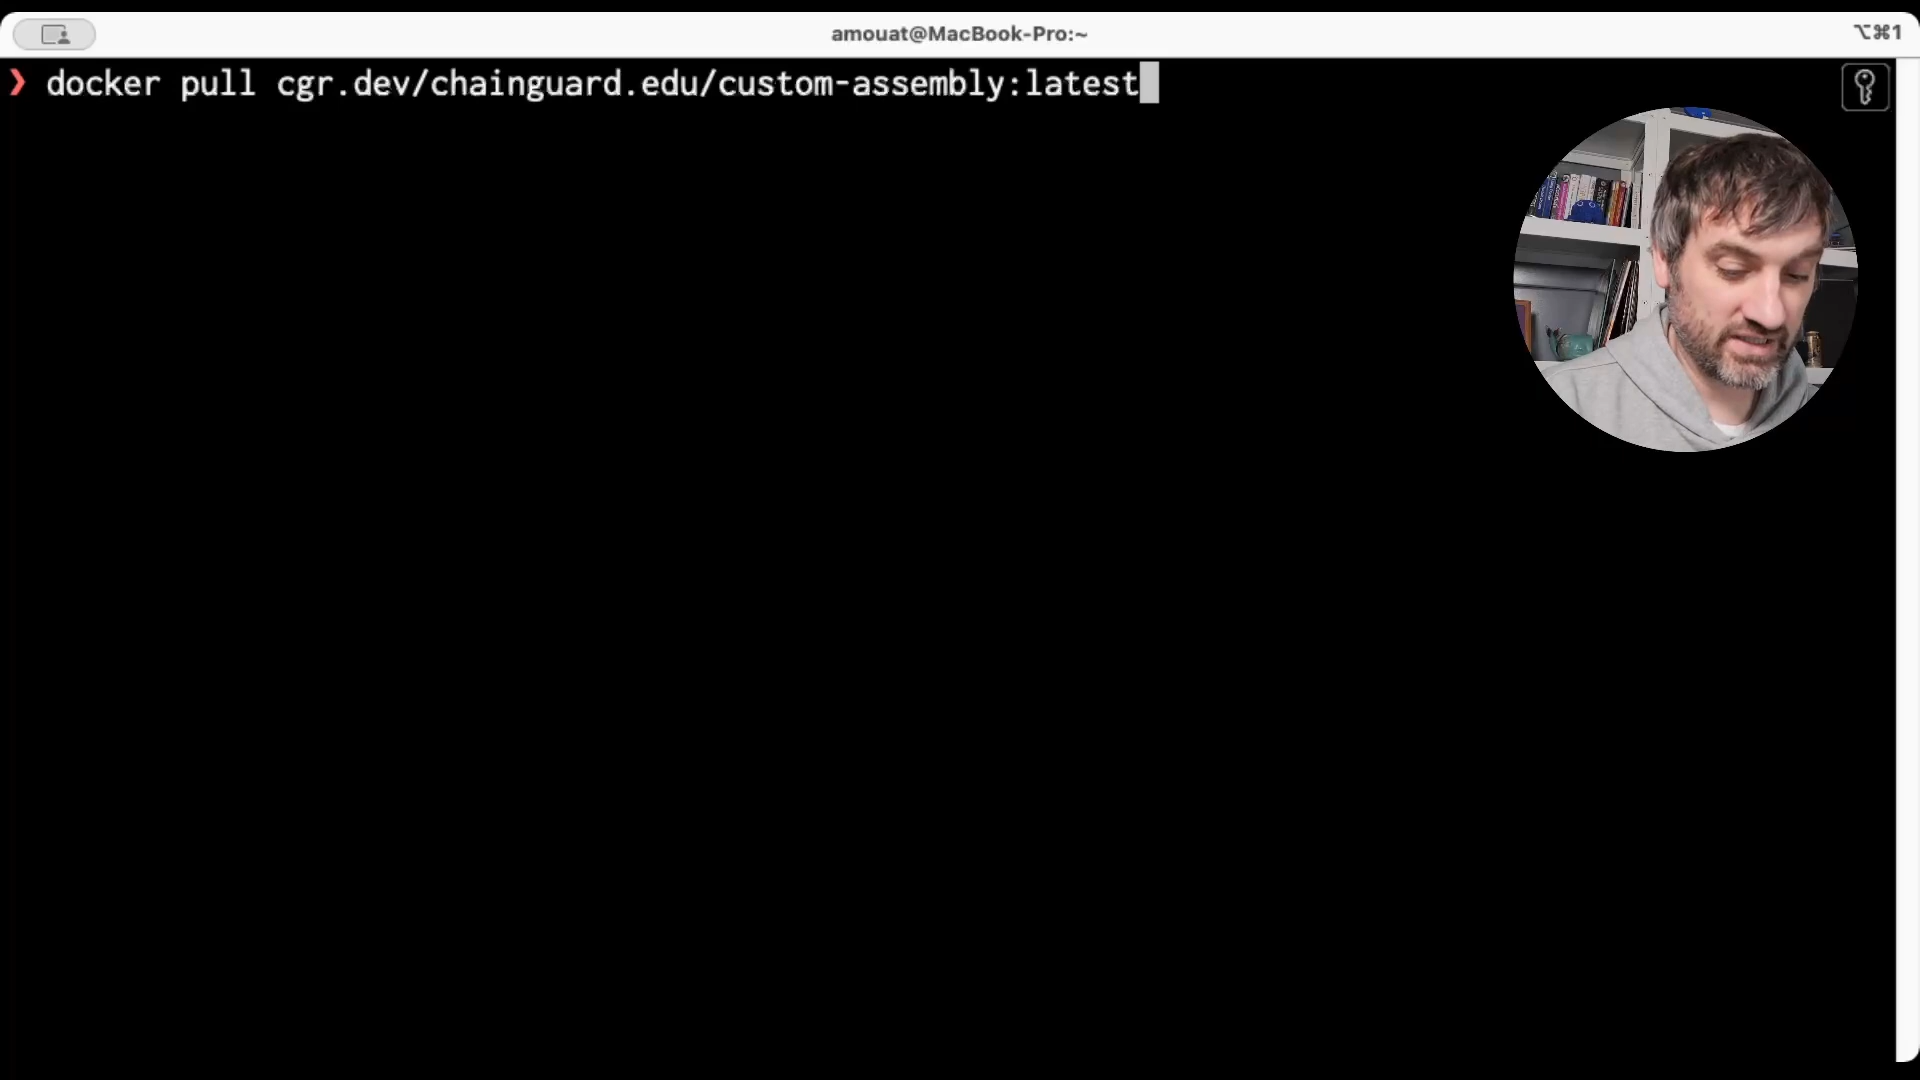 amouat@MacBook-Pro:~
⌥⌘1
❯ docker pull cgr.dev/chainguard.edu/custom-assembly:latest